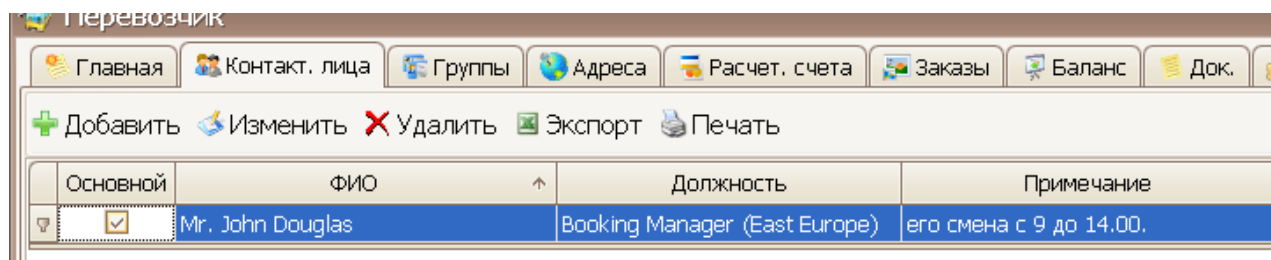 Перевозчик
Главная Контакт. лица Группы Адреса Расчет. счета Заказы Баланс Док.
Добавить Изменить Удалить Экспорт Печать
Основной ФИО Должность Примечание
Mr. John Douglas Booking Manager (East Europe) его смена с 9 до 14.00.